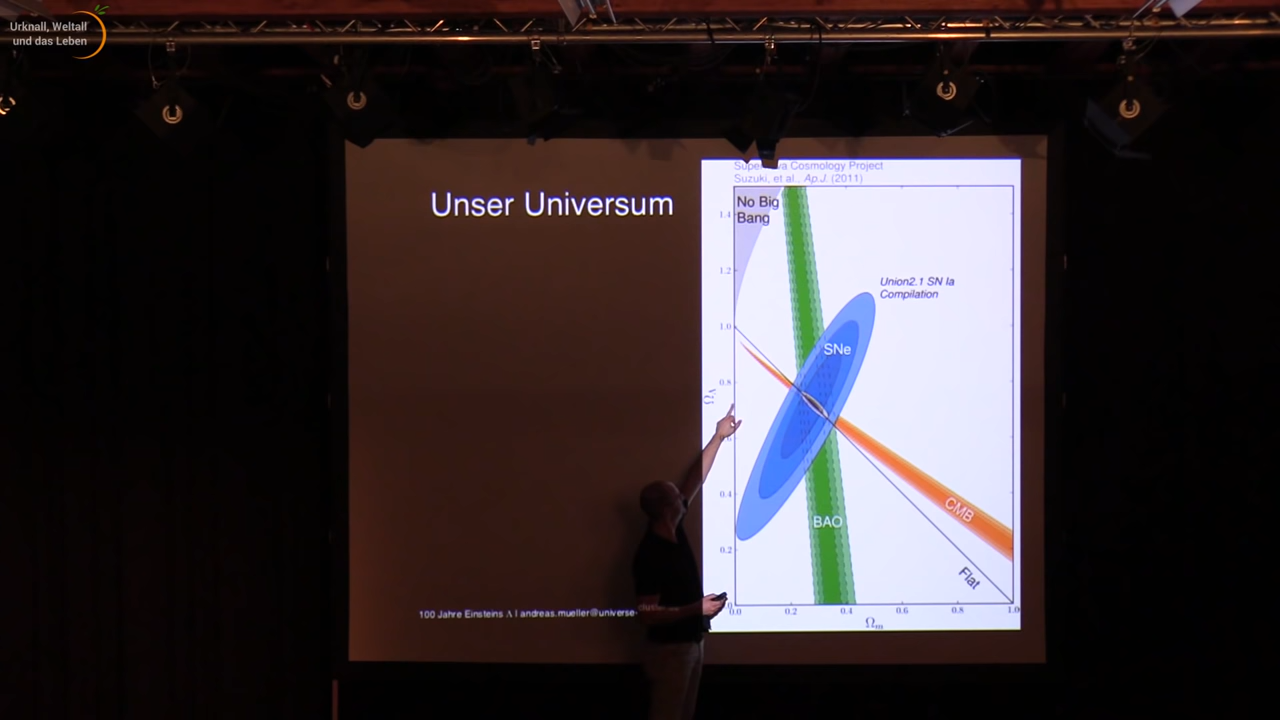 Urknall, Weltall
und das Leben
Unser Universum
Supernova Cosmology Project
Suzuki, et al., Ap.J. (2011)
No Big
Bang
Union2.1 SN Ia
Compilation
SNe
BAO
CMB
Flat
1.4
1.2
1.0
0.8
0.6
0.4
0.2
0.0
0.2
0.4
0.6
0.8
1.0
ΩΛ
Ωm
100 Jahre Einsteins Λ | andreas.mueller@universe-